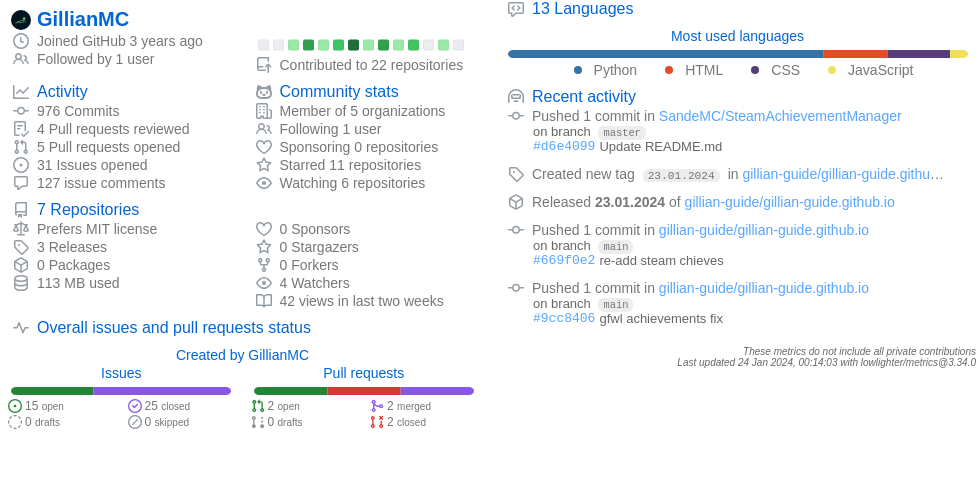 GillianMC
Joined GitHub 3 years ago
Followed by 1 user
Contributed to 22 repositories
Activity
976 Commits
4 Pull requests reviewed
5 Pull requests opened
31 Issues opened
127 issue comments
Community stats
Member of 5 organizations
Following 1 user
Sponsoring 0 repositories
Starred 11 repositories
Watching 6 repositories
7 Repositories
Prefers MIT license
3 Releases
0 Packages
113 MB used
0 Sponsors
0 Stargazers
0 Forkers
4 Watchers
42 views in last two weeks
Overall issues and pull requests status
Created by GillianMC
Issues
15 open
25 closed
0 drafts
0 skipped
Pull requests
2 open
2 merged
0 drafts
2 closed
13 Languages
Most used languages
Python HTML CSS JavaScript
Recent activity
Pushed 1 commit in SandeMC/SteamAchievementManager
on branch master
#d6e4099 Update README.md
Created new tag 23.01.2024 in gillian-guide/gillian-guide.githu…
Released 23.01.2024 of gillian-guide/gillian-guide.github.io
Pushed 1 commit in gillian-guide/gillian-guide.github.io
on branch main
#669f0e2 re-add steam chieves
Pushed 1 commit in gillian-guide/gillian-guide.github.io
on branch main
#9cc8406 gfwl achievements fix
These metrics do not include all private contributions
Last updated 24 Jan 2024, 00:14:03 with lowlighter/metrics@3.34.0